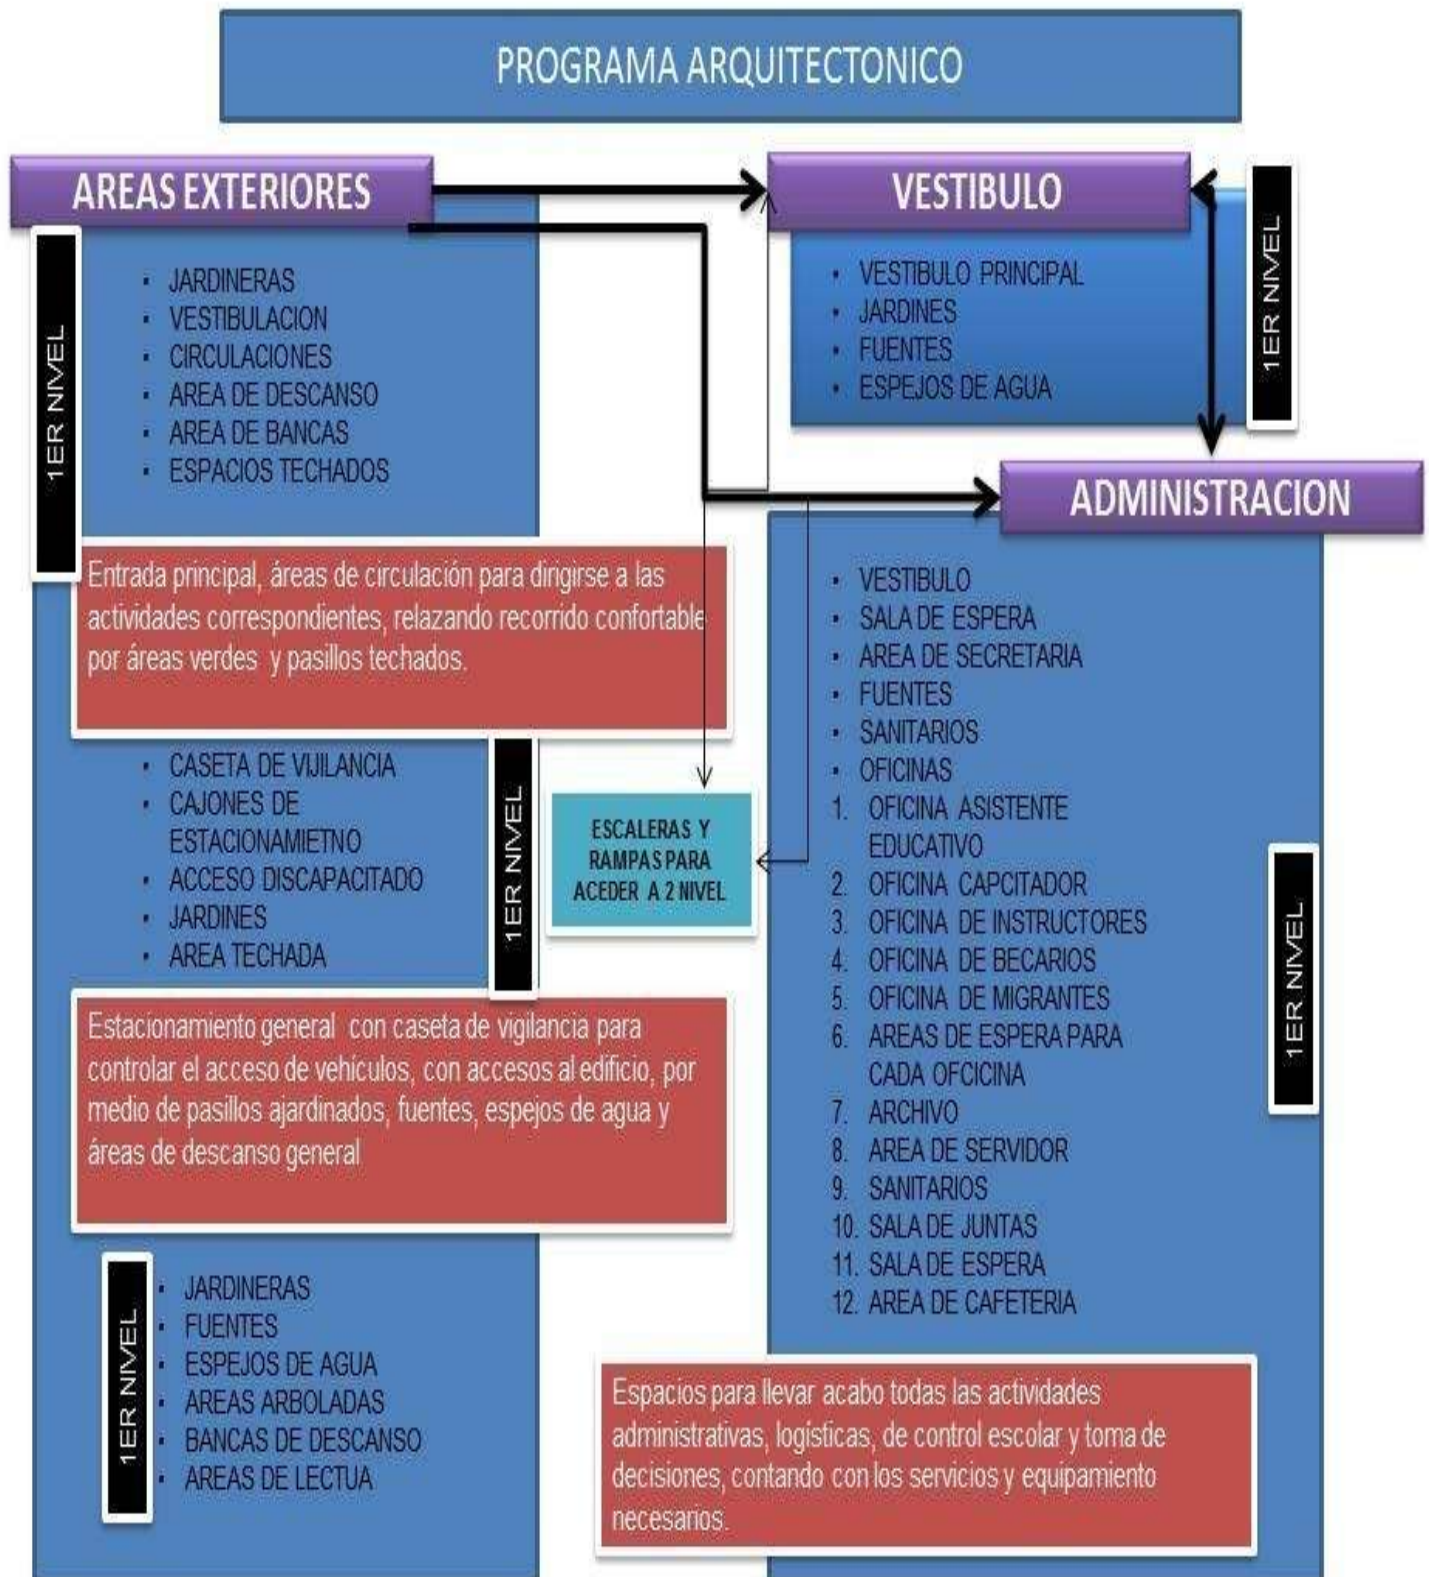 PROGRAMA ARQUITECTONICO
AREAS EXTERIORES
1ER NIVEL
▪ JARDINERAS
▪ VESTIBULACION
▪ CIRCULACIONES
▪ AREA DE DESCANSO
▪ AREA DE BANCAS
▪ ESPACIOS TECHADOS
Entrada principal, áreas de circulación para dirigirse a las
actividades correspondientes, relazando recorrido confortable
por áreas verdes y pasillos techados.
▪ CASETA DE VIJILANCIA
▪ CAJONES DE
ESTACIONAMIETNO
▪ ACCESO DISCAPACITADO
▪ JARDINES
▪ AREA TECHADA
1ER NIVEL
Estacionamiento general con caseta de vigilancia para
controlar el acceso de vehículos, con accesos al edificio, por
medio de pasillos ajardinados, fuentes, espejos de agua y
áreas de descanso general
1ER NIVEL
▪ JARDINERAS
▪ FUENTES
▪ ESPEJOS DE AGUA
▪ AREAS ARBOLADAS
▪ BANCAS DE DESCANSO
▪ AREAS DE LECTUA
ESCALERAS Y
RAMPAS PARA
ACEDER A 2 NIVEL
VESTIBULO
▪ VESTIBULO PRINCIPAL
▪ JARDINES
▪ FUENTES
▪ ESPEJOS DE AGUA
1ER NIVEL
ADMINISTRACION
▪ VESTIBULO
▪ SALA DE ESPERA
▪ AREA DE SECRETARIA
▪ FUENTES
▪ SANITARIOS
▪ OFICINAS
1. OFICINA ASISTENTE
EDUCATIVO
2. OFICINA CAPCITADOR
3. OFICINA DE INSTRUCTORES
4. OFICINA DE BECARIOS
5. OFICINA DE MIGRANTES
6. AREAS DE ESPERA PARA
CADA OFCICINA
7. ARCHIVO
8. AREA DE SERVIDOR
9. SANITARIOS
10. SALA DE JUNTAS
11. SALA DE ESPERA
12. AREA DE CAFETERIA
1ER NIVEL
Espacios para llevar acabo todas las actividades
administrativas, logísticas, de control escolar y toma de
decisiones, contando con los servicios y equipamiento
necesarios.